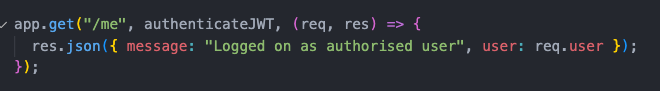 app.get("/me", authenticateJWT, (req, res) => {
  res.json({ message: "Logged on as authorised user", user: req.user });
});